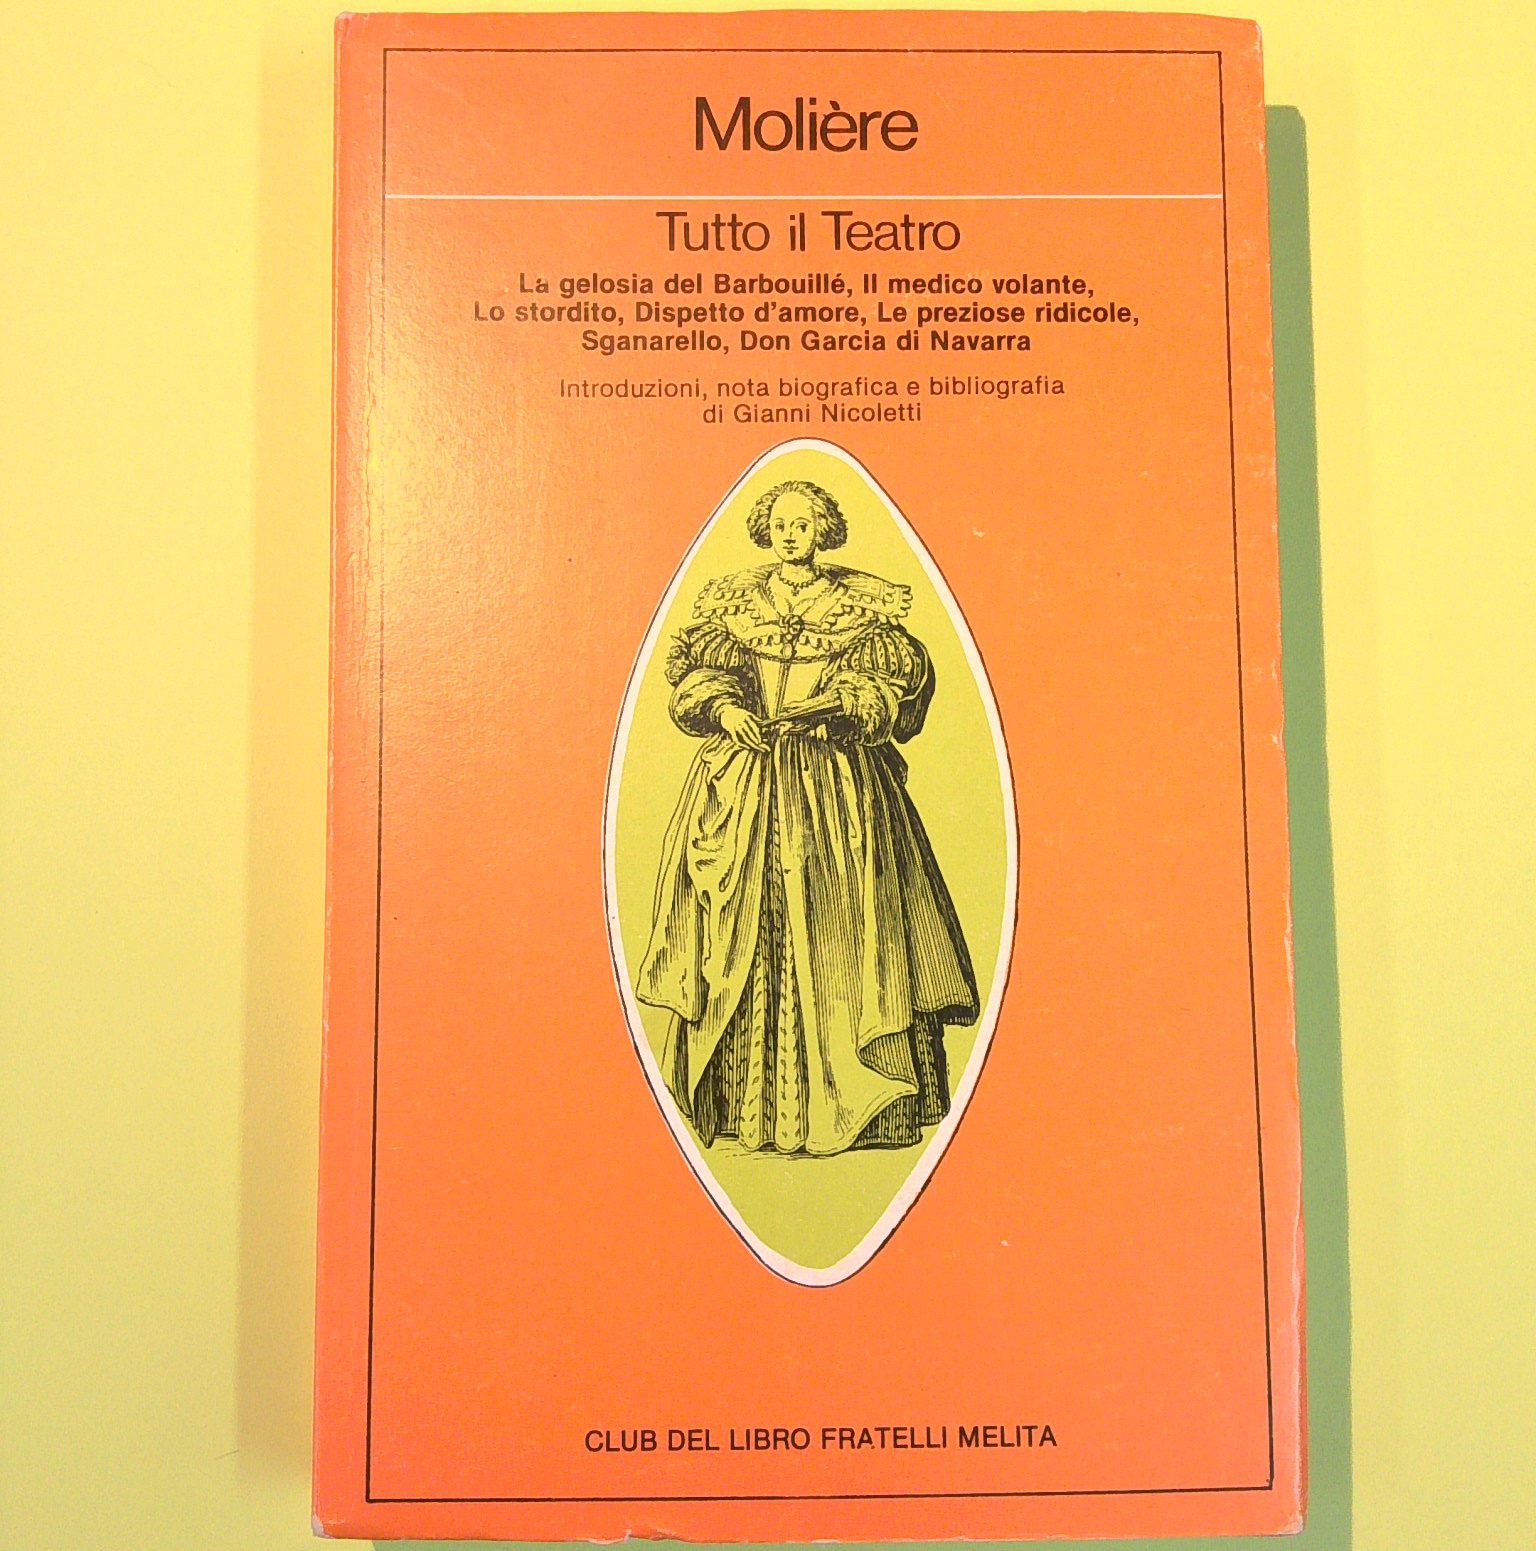 Molière
Tutto il Teatro
La gelosia del Barbouillé, Il medico volante,
Lo stordito, Dispetto d'amore, Le preziose ridicole,
Sganarello, Don Garcia di Navarra
Introduzioni, nota biografica e bibliografia
di Gianni Nicoletti
CLUB DEL LIBRO FRATELLI MELITA